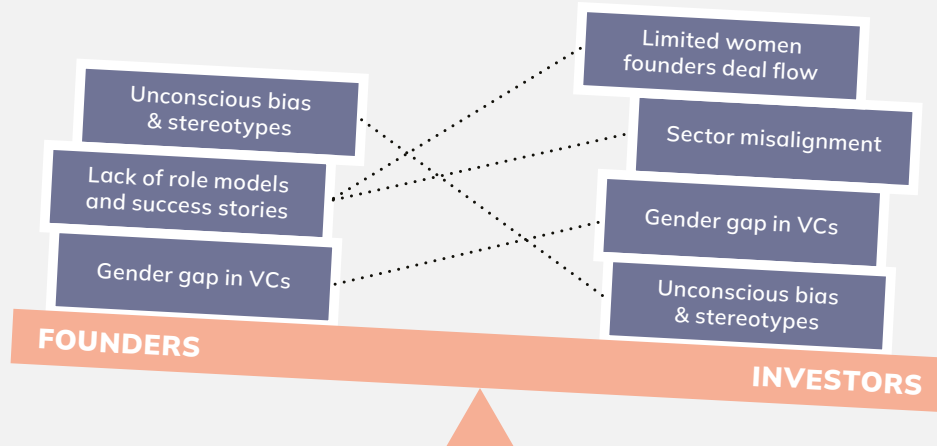 Unconscious bias
& stereotypes
Lack of role models
and success stories
Gender gap in VCs
FOUNDERS
Limited women
founders deal flow
Sector misalignment
Gender gap in VCs
Unconscious bias
& stereotypes
INVESTORS